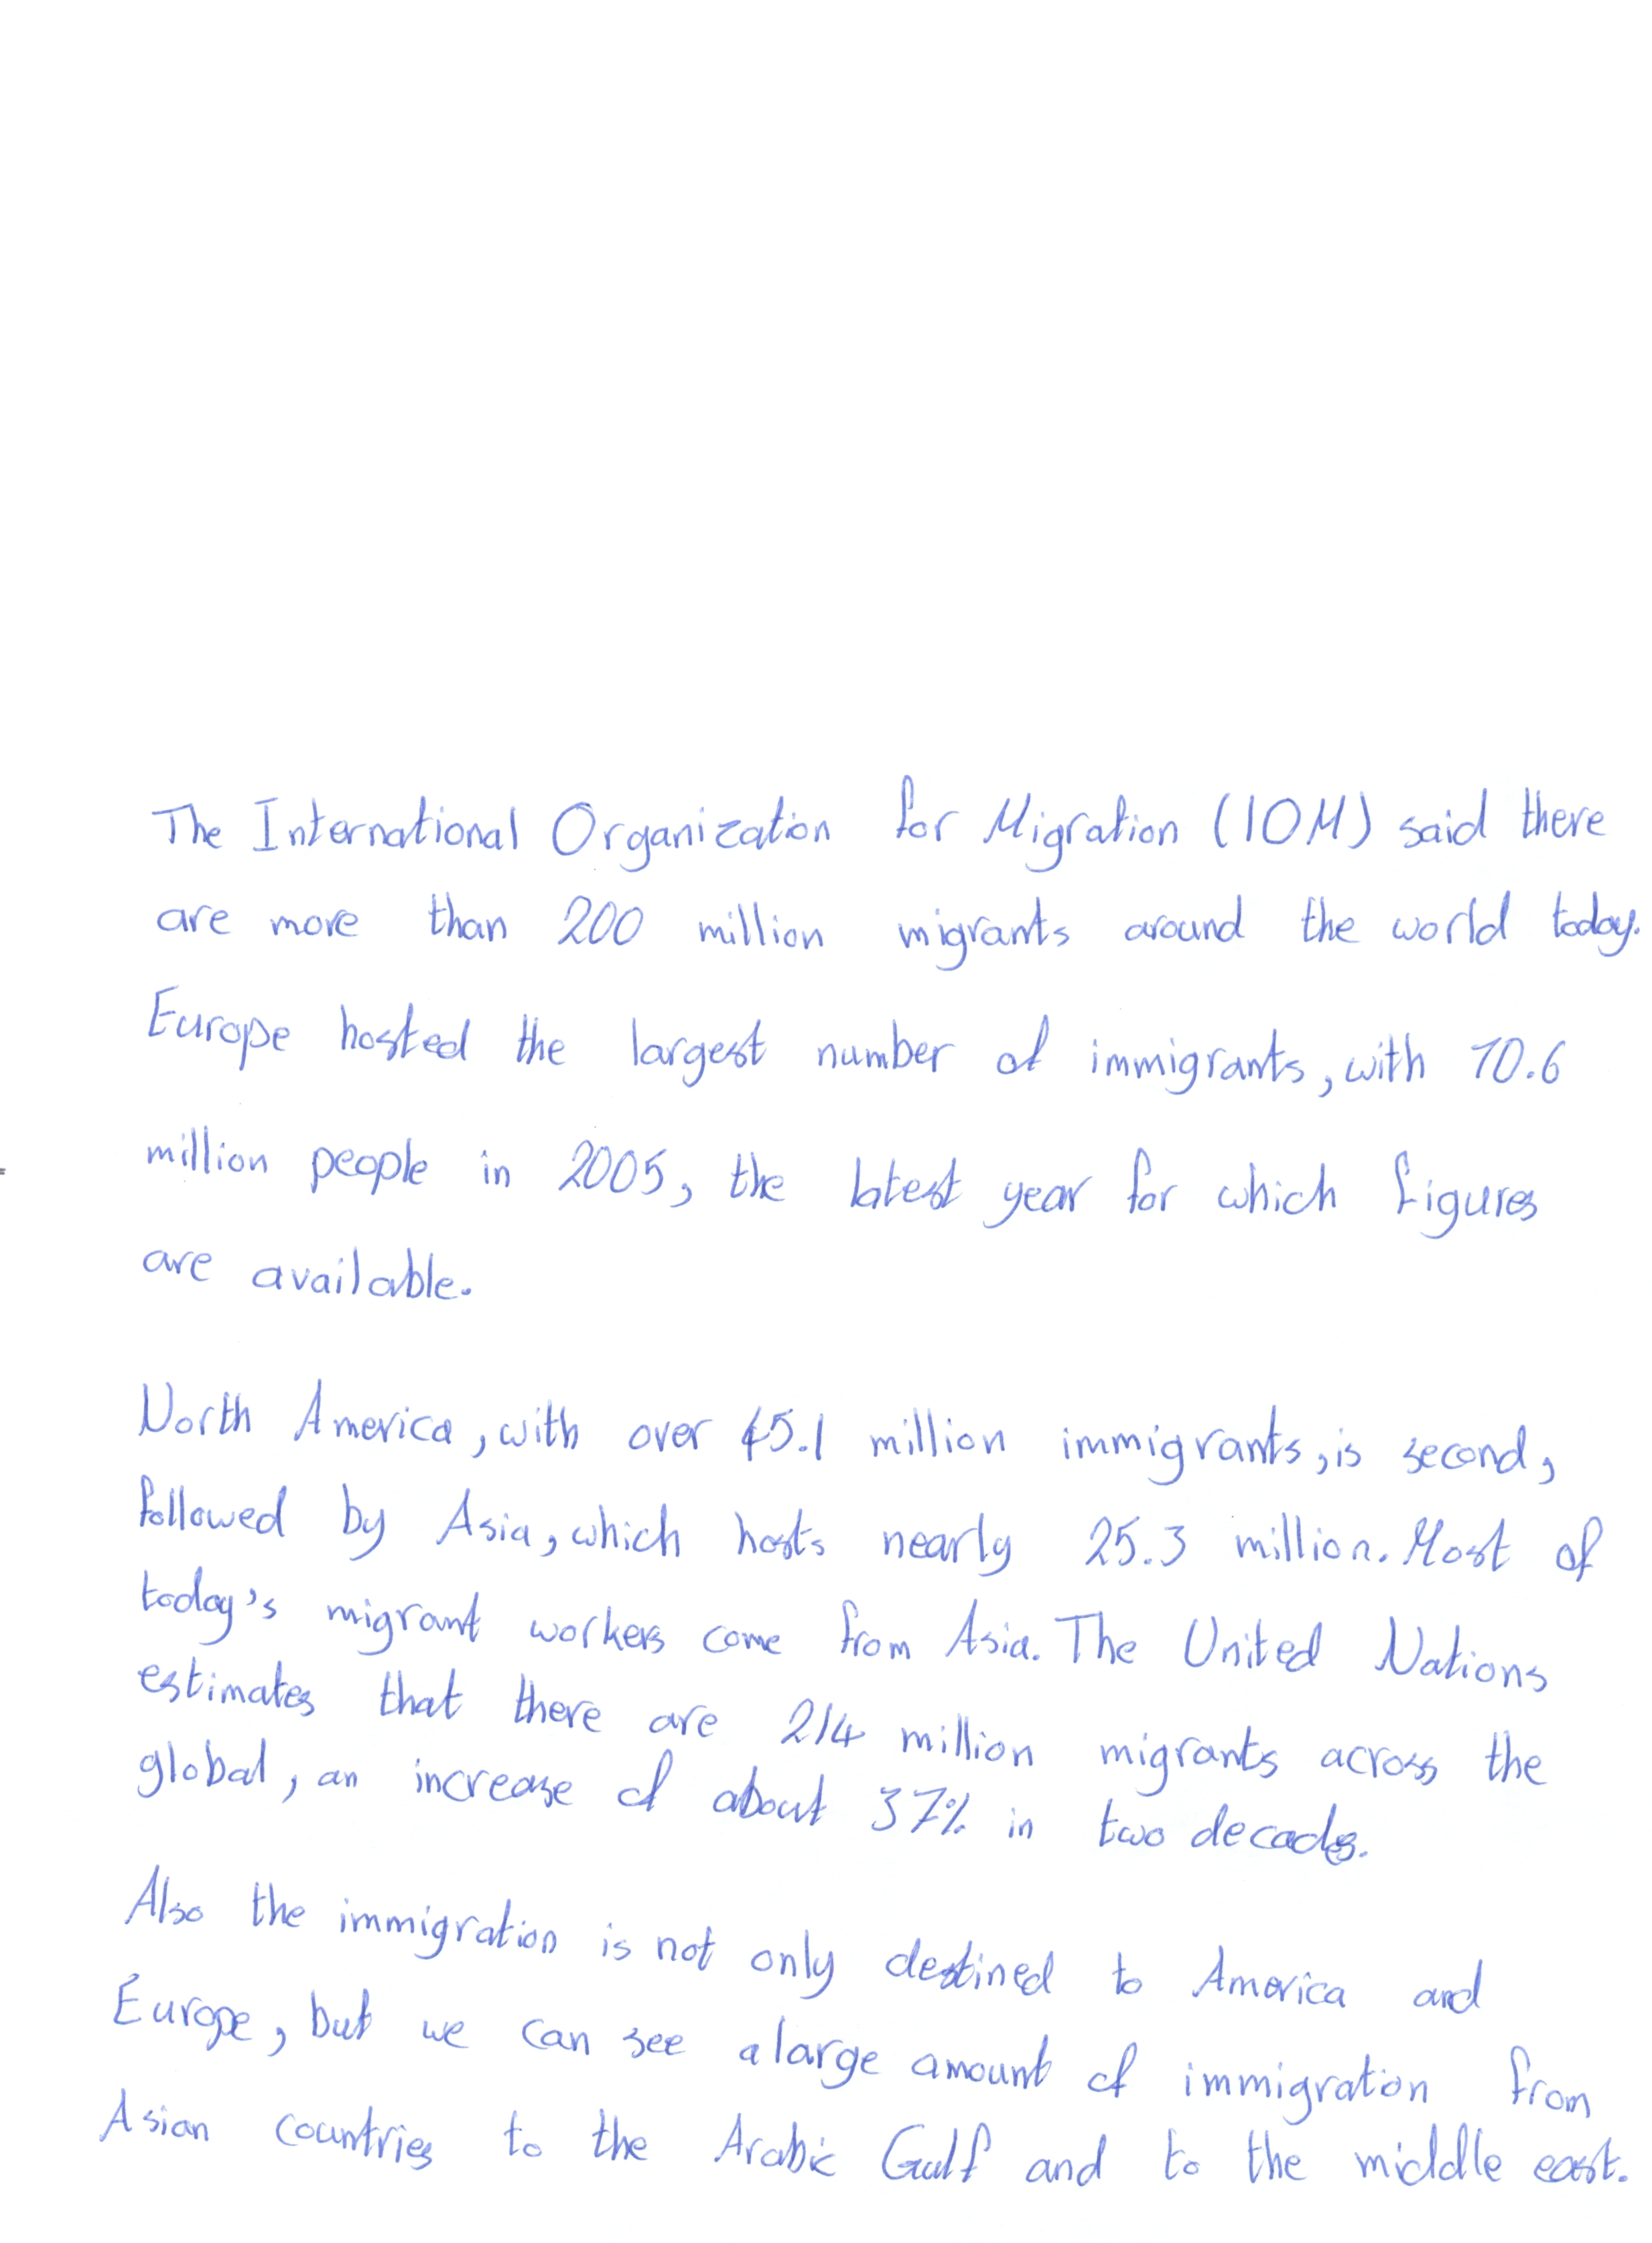 The International Organization for Migration (IOM) said there
are more than 200 million migrants around the world today.
Europe hosted the largest number of immigrants, with 70.6
million people in 2005, the latest year for which figures
are available.
North America, with over 45.1 million immigrants, is second,
followed by Asia, which hosts nearly 25.3 million. Most of
today's migrant workers come from Asia. The United Nations
estimates that there are 214 million migrants across the
global, an increase of about 37% in two decades.
Also the immigration is not only destined to America and
Europe, but we can see a large amount of immigration from
Asian countries to the Arabic Gulf and to the middle east.